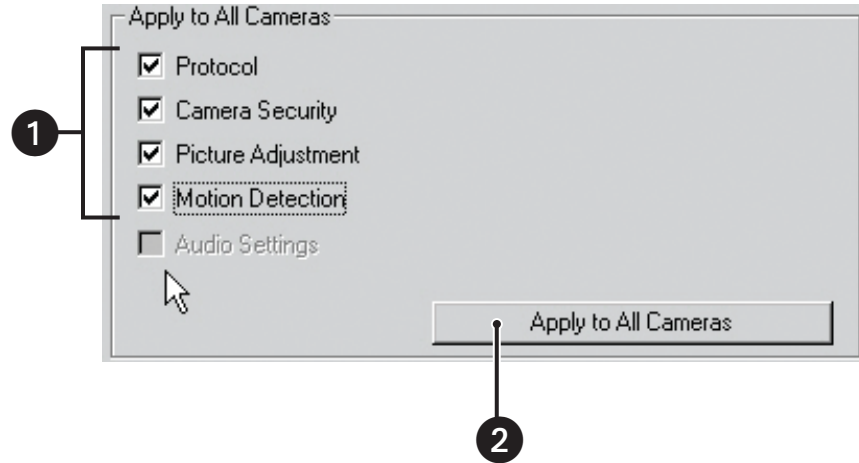 Apply to All Cameras
1
Protocol
Camera Security
Picture Adjustment
Motion Detection
Audio Settings
Apply to All Cameras
2